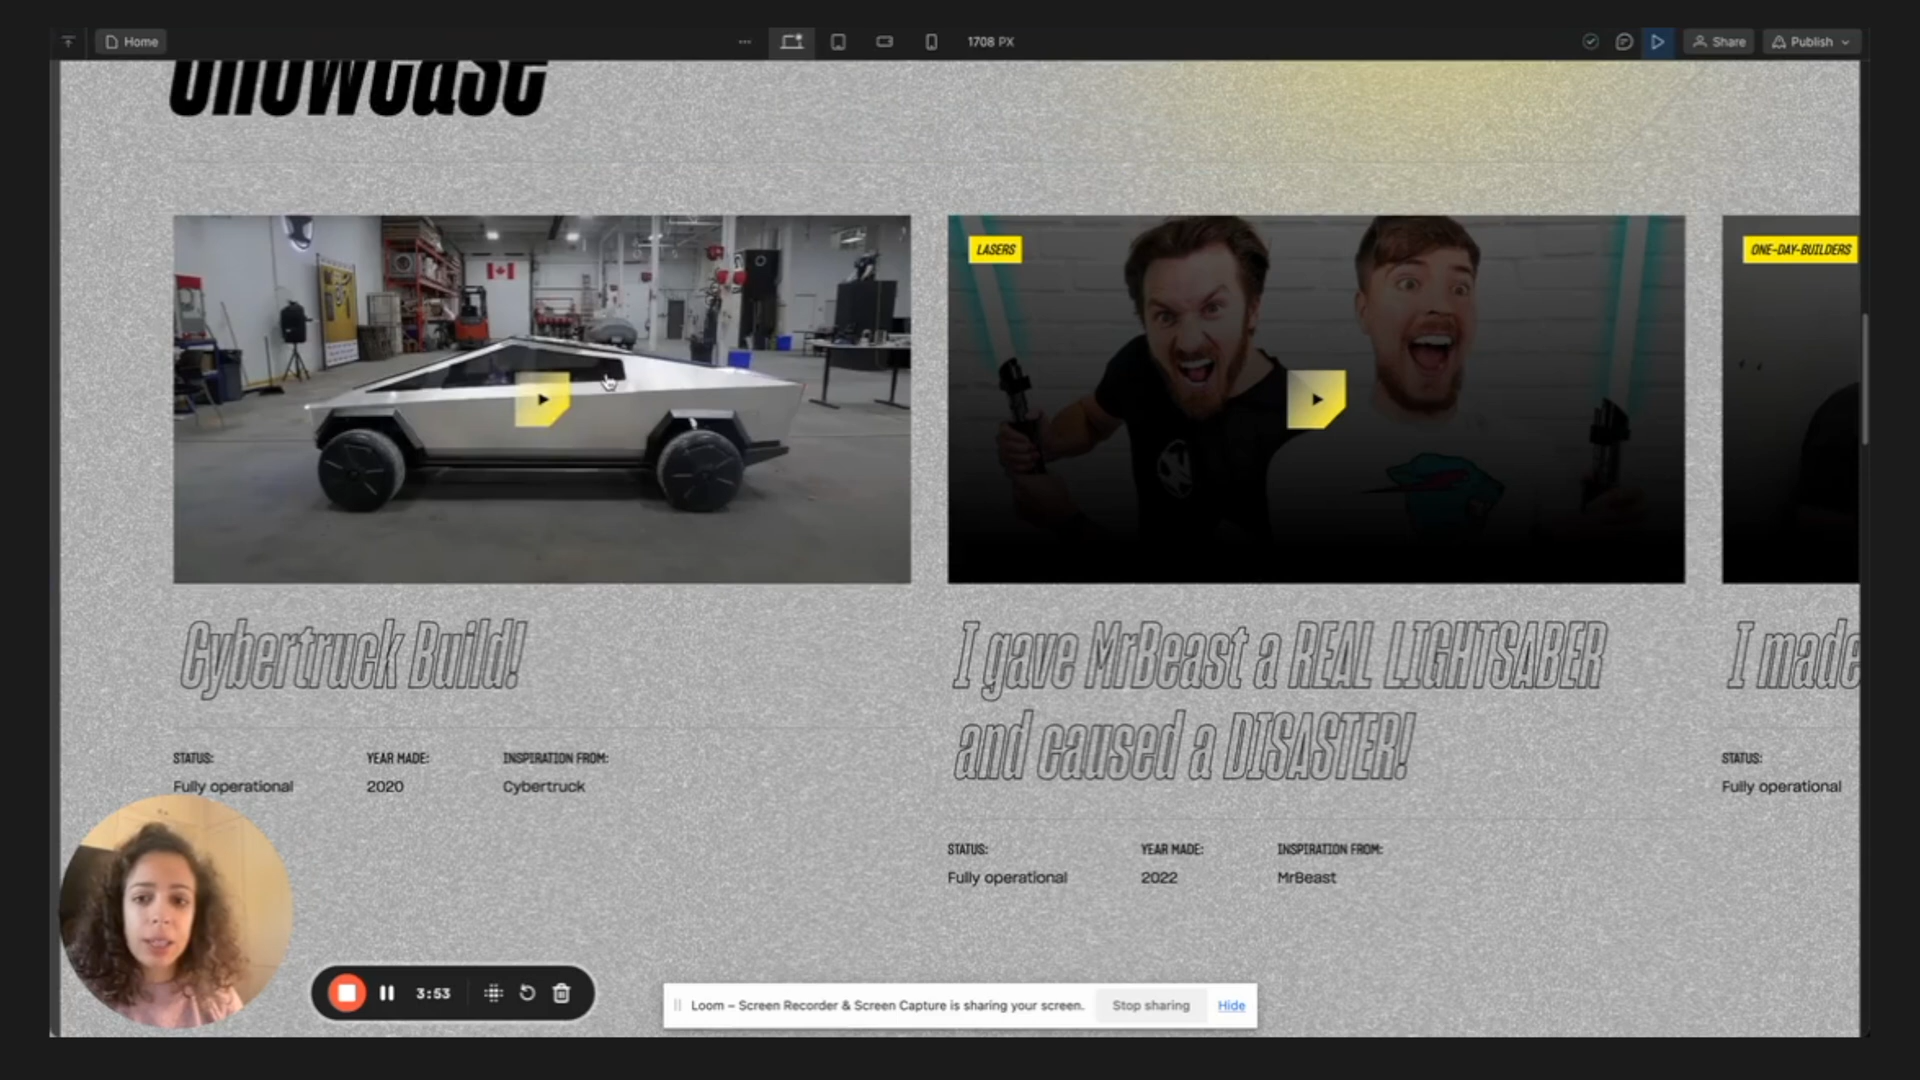 Home
1708 PX
Share
Publish
Showcase
LASERS
ONE-DAY-BUILDERS
Cybertruck Build!
I gave MrBeast a REAL LIGHTSABER
and caused a DISASTER!
I made
STATUS:
YEAR MADE:
INSPIRATION FROM:
Fully operational
2020
Cybertruck
STATUS:
YEAR MADE:
INSPIRATION FROM:
Fully operational
2022
MrBeast
STATUS:
Fully operational
3:53
Loom – Screen Recorder & Screen Capture is sharing your screen.
Stop sharing
Hide